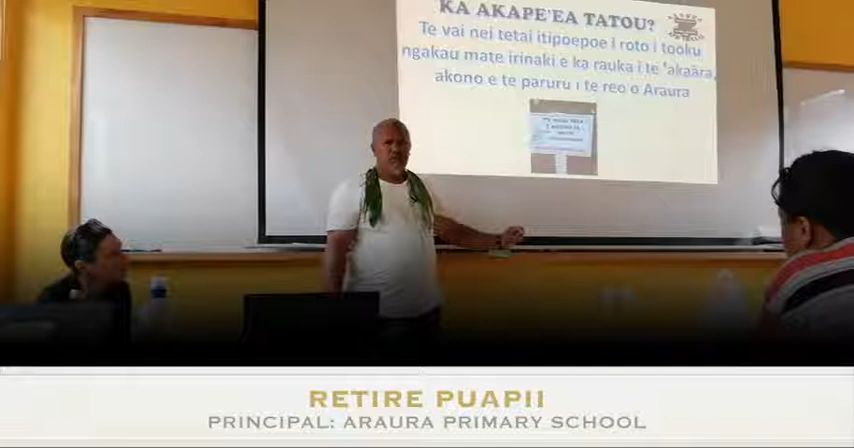 KA AKAPE'EA TATOU?
Te vai nei tetai itipoepoe i roto i tooku
ngakau mate irinaki e ka rauka i te 'akaāra,
akono e te paruru i te reo o Araura
RETIRE PUAPII
PRINCIPAL: ARAURA PRIMARY SCHOOL